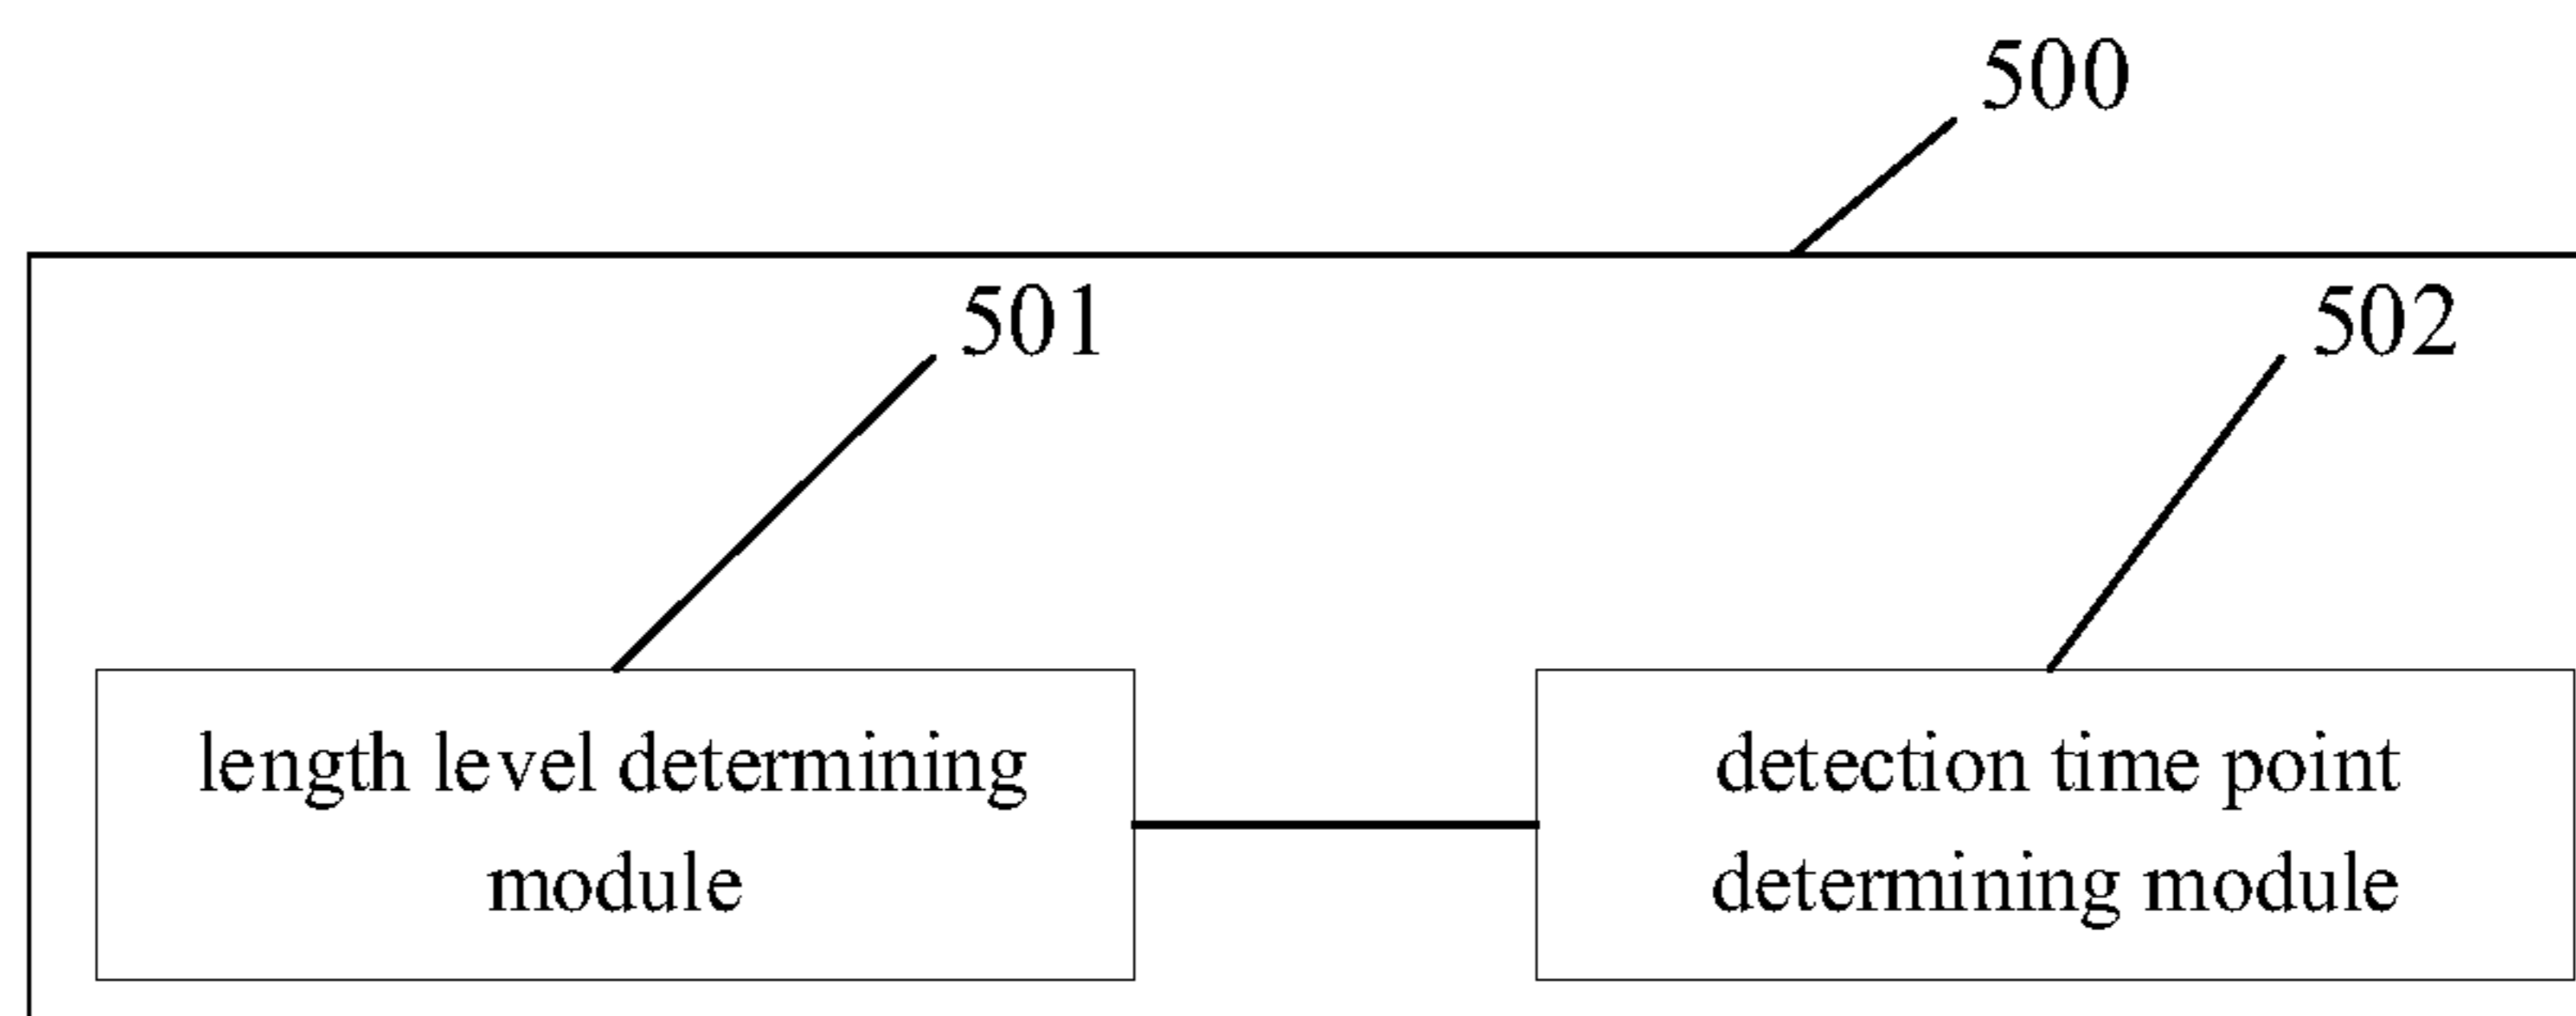 500
501
502
length level determining
module
detection time point
determining module